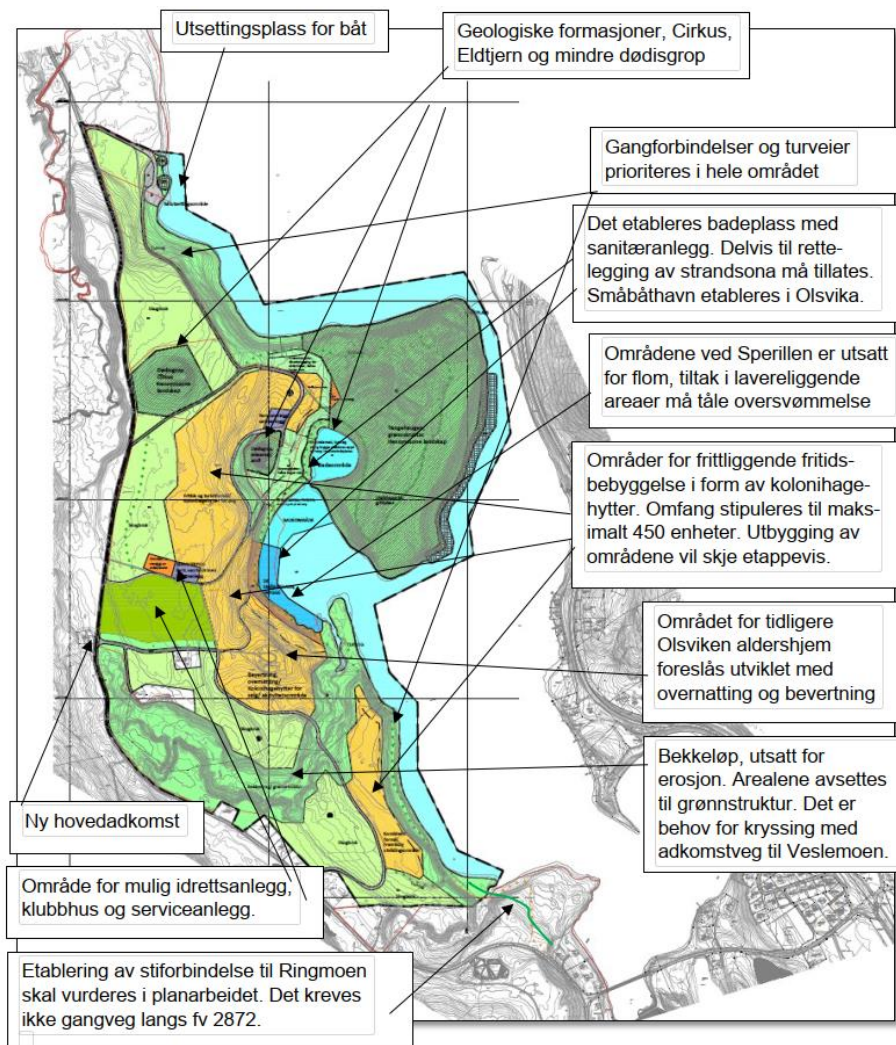 Utsettingsplass for båt
Geologiske formasjoner, Cirkus,
Eldtjern og mindre dødisgrop
Gangforbindelser og turveier
prioriteres i hele området
Det etableres badeplass med
sanitæranlegg. Delvis til rette-
legging av strandsona må tillates.
Småbåthavn etableres i Olsvika.
Områdene ved Sperillen er utsatt
for flom, tiltak i lavereliggende
areaer må tåle oversvømmelse
Områder for frittliggende fritids-
bebyggelse i form av kolonihage-
hytter. Omfang stipuleres til maks-
imalt 450 enheter. Utbygging av
områdene vil skje etappevis.
Området for tidligere
Olsviken aldershjem
foreslås utviklet med
overnatting og bevertning
Bekkeløp, utsatt for
erosjon. Arealene avsettes
til grønnstruktur. Det er
behov for kryssing med
adkomstveg til Veslemoen.
Ny hovedadkomst
Område for mulig idrettsanlegg,
klubbhus og serviceanlegg.
Etablering av stiforbindelse til Ringmoen
skal vurderes i planarbeidet. Det kreves
ikke gangveg langs fv 2872.